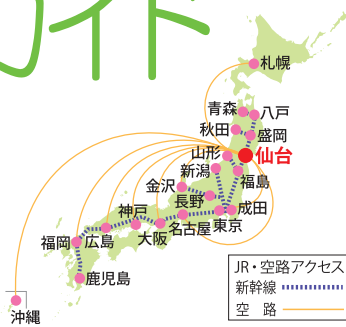 ガイド
札幌
青森
八戸
秋田
盛岡
山形
仙台
新潟
福島
金沢
長野
成田
神戸
東京
名古屋
福岡
広島
大阪
鹿児島
沖縄
JR・空路アクセス
新幹線
空　路